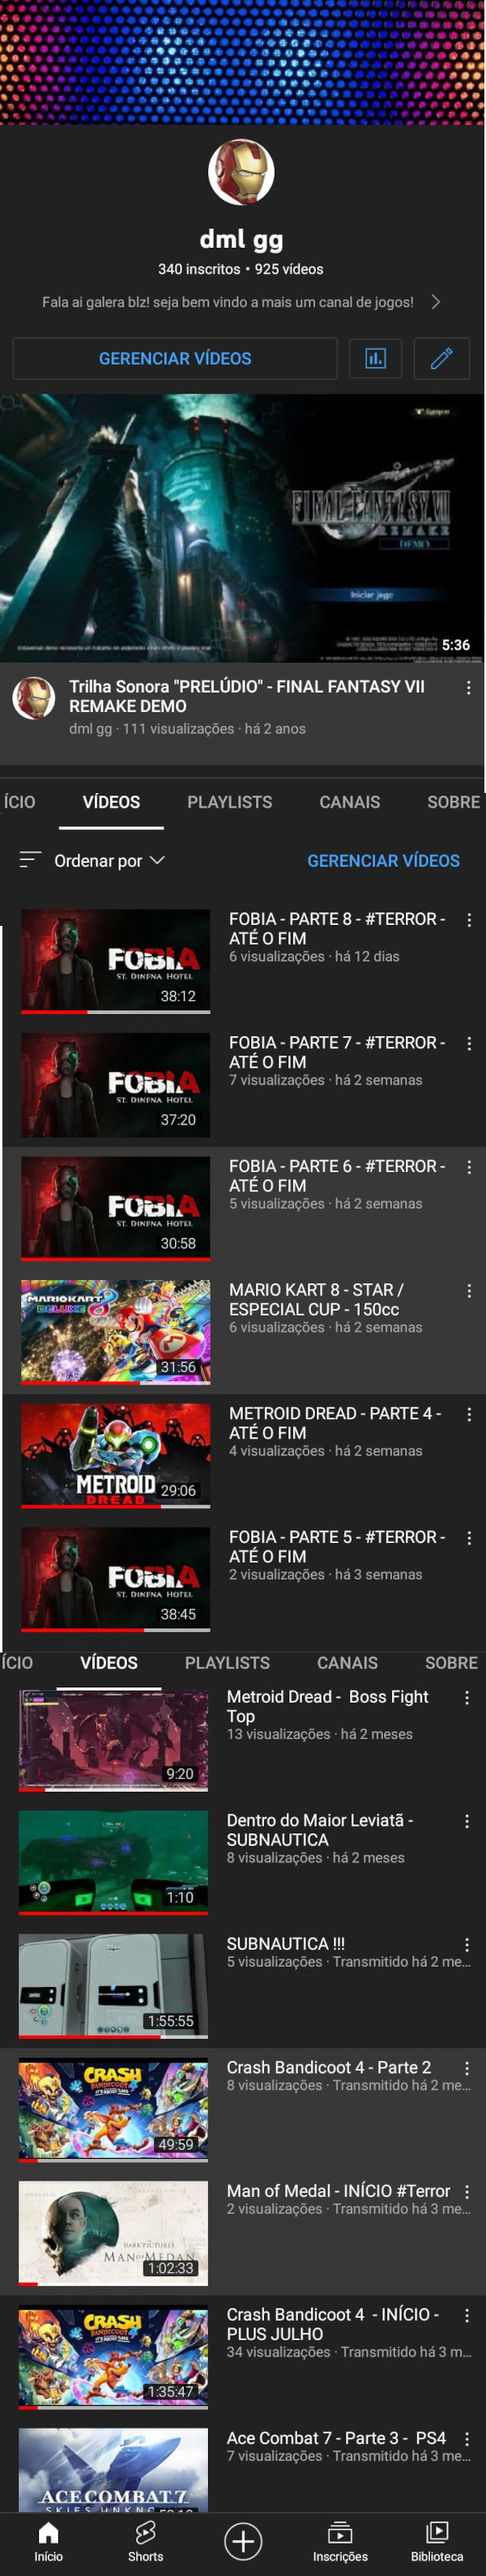 dml gg
340 inscritos • 925 vídeos
Fala ai galera blz! seja bem vindo a mais um canal de jogos!
GERENCIAR VÍDEOS
FINAL FANTASY VII
REMAKE
DEMO
Iniciar jogo
5:36
Trilha Sonora "PRELÚDIO" - FINAL FANTASY VII
REMAKE DEMO
dml gg · 111 visualizações · há 2 anos
ÍCIO VÍDEOS PLAYLISTS CANAIS SOBRE
Ordenar por GERENCIAR VÍDEOS
FOBIA
ST. DINFNA HOTEL
38:12
FOBIA - PARTE 8 - #TERROR -
ATÉ O FIM
6 visualizações · há 12 dias
FOBIA
ST. DINFNA HOTEL
37:20
FOBIA - PARTE 7 - #TERROR -
ATÉ O FIM
7 visualizações · há 2 semanas
FOBIA
ST. DINFNA HOTEL
30:58
FOBIA - PARTE 6 - #TERROR -
ATÉ O FIM
5 visualizações · há 2 semanas
MARIOKART 8
DELUXE
31:56
MARIO KART 8 - STAR /
ESPECIAL CUP - 150cc
6 visualizações · há 2 semanas
METROID
DREAD
29:06
METROID DREAD - PARTE 4 -
ATÉ O FIM
4 visualizações · há 2 semanas
FOBIA
ST. DINFNA HOTEL
38:45
FOBIA - PARTE 5 - #TERROR -
ATÉ O FIM
2 visualizações · há 3 semanas
ÍCIO VÍDEOS PLAYLISTS CANAIS SOBRE
9:20
Metroid Dread - Boss Fight
Top
13 visualizações · há 2 meses
1:10
Dentro do Maior Leviatã -
SUBNAUTICA
8 visualizações · há 2 meses
1:55:55
SUBNAUTICA !!!
5 visualizações · Transmitido há 2 me...
CRASH
BANDICOOT 4
IT'S ABOUT TIME
49:59
Crash Bandicoot 4 - Parte 2
8 visualizações · Transmitido há 2 me...
THE DARK PICTURES
MAN OF MEDAN
1:02:33
Man of Medal - INÍCIO #Terror
2 visualizações · Transmitido há 3 me...
CRASH
BANDICOOT 4
IT'S ABOUT TIME
1:35:47
Crash Bandicoot 4 - INÍCIO -
PLUS JULHO
34 visualizações · Transmitido há 3 m...
ACE COMBAT 7
SKIES UNKNO
Ace Combat 7 - Parte 3 - PS4
7 visualizações · Transmitido há 3 me...
Início Shorts Inscrições Biblioteca